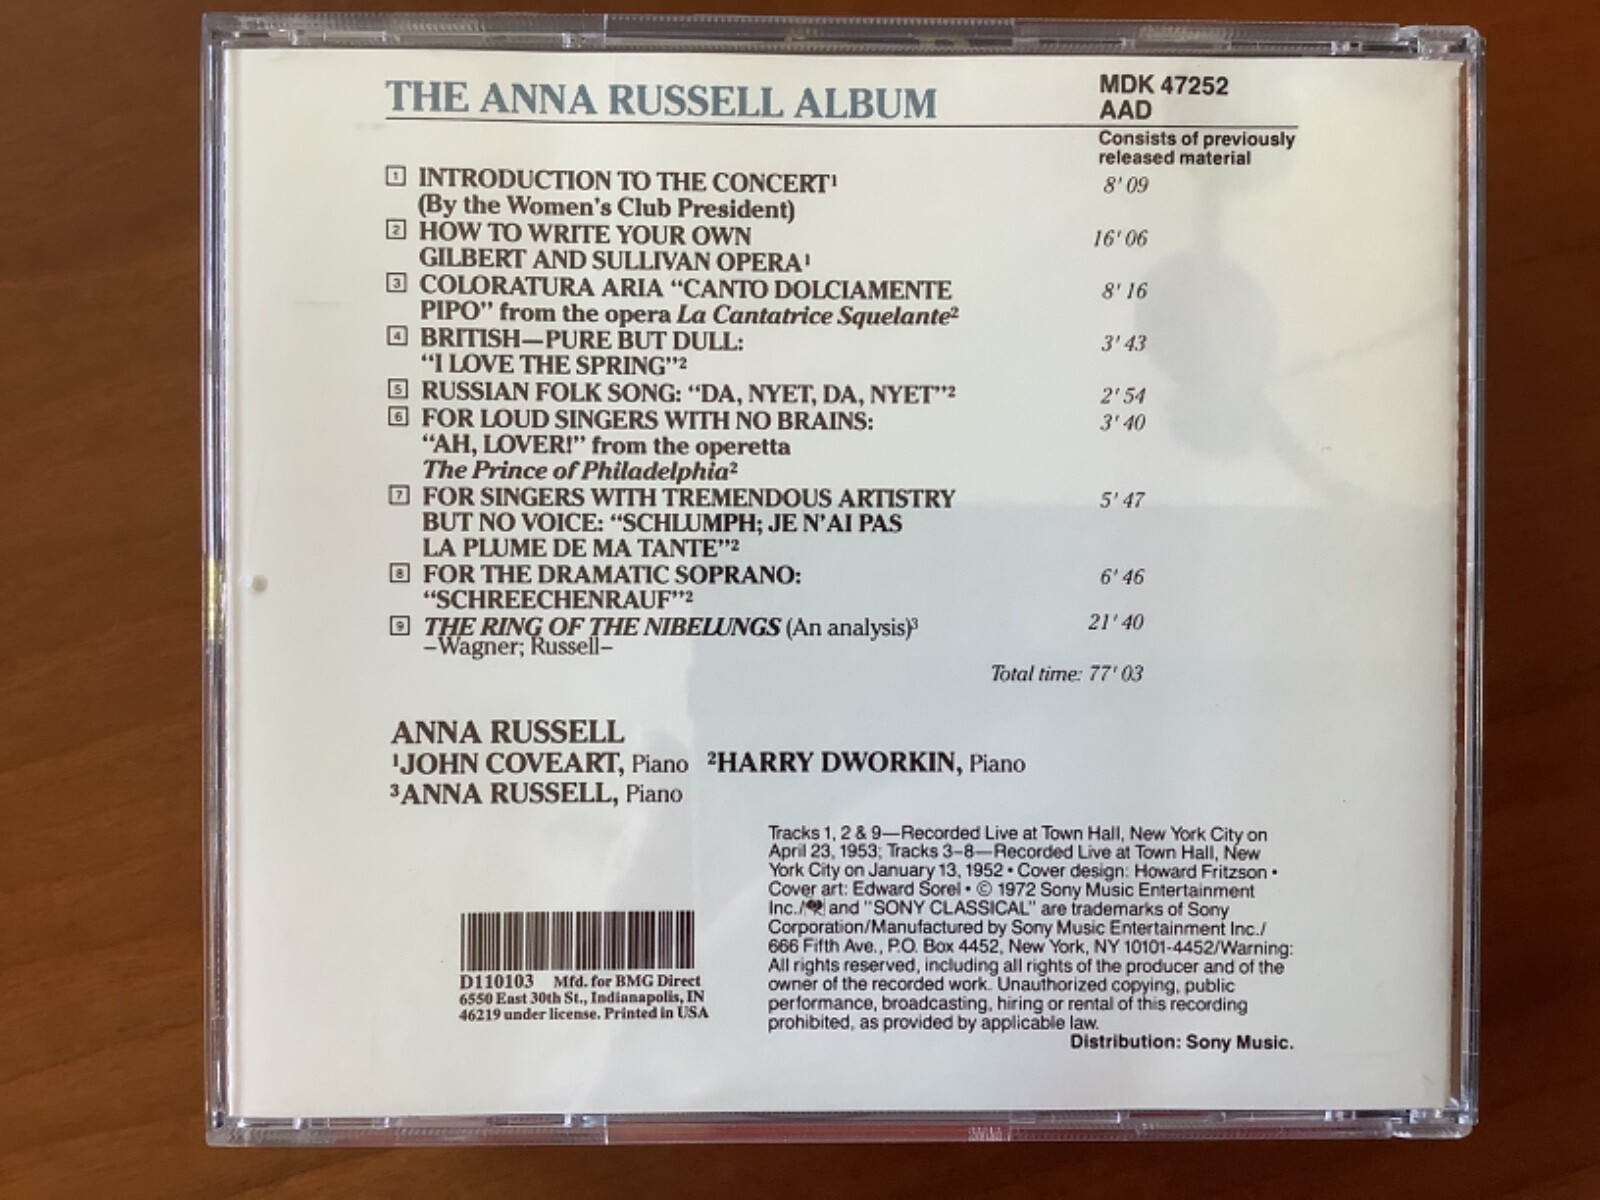 THE ANNA RUSSELL ALBUM
MDK 47252
AAD
Consists of previously
released material
1 INTRODUCTION TO THE CONCERT¹ 8' 09
(By the Women's Club President)
2 HOW TO WRITE YOUR OWN 16' 06
GILBERT AND SULLIVAN OPERA¹
3 COLORATURA ARIA “CANTO DOLCIAMENTE 8' 16
PIPO” from the opera La Cantatrice Squelante²
4 BRITISH—PURE BUT DULL: 3' 43
“I LOVE THE SPRING”²
5 RUSSIAN FOLK SONG: “DA, NYET, DA, NYET”² 2' 54
6 FOR LOUD SINGERS WITH NO BRAINS: 3' 40
“AH, LOVER!” from the operetta
The Prince of Philadelphia²
7 FOR SINGERS WITH TREMENDOUS ARTISTRY 5' 47
BUT NO VOICE: “SCHLUMPH; JE N'AI PAS
LA PLUME DE MA TANTE”²
8 FOR THE DRAMATIC SOPRANO: 6' 46
“SCHREECHENRAUF”²
9 THE RING OF THE NIBELUNGS (An analysis)³ 21' 40
–Wagner; Russell–
Total time: 77' 03
ANNA RUSSELL
¹JOHN COVEART, Piano ²HARRY DWORKIN, Piano
³ANNA RUSSELL, Piano
Tracks 1, 2 & 9—Recorded Live at Town Hall, New York City on
April 23, 1953; Tracks 3–8—Recorded Live at Town Hall, New
York City on January 13, 1952 • Cover design: Howard Fritzson •
Cover art: Edward Sorel • © 1972 Sony Music Entertainment
Inc./ and "SONY CLASSICAL" are trademarks of Sony
Corporation/Manufactured by Sony Music Entertainment Inc./
666 Fifth Ave., P.O. Box 4452, New York, NY 10101-4452/Warning:
All rights reserved, including all rights of the producer and of the
owner of the recorded work. Unauthorized copying, public
performance, broadcasting, hiring or rental of this recording
prohibited, as provided by applicable law.
Distribution: Sony Music.
D110103 Mfd. for BMG Direct
6550 East 30th St., Indianapolis, IN
46219 under license. Printed in USA